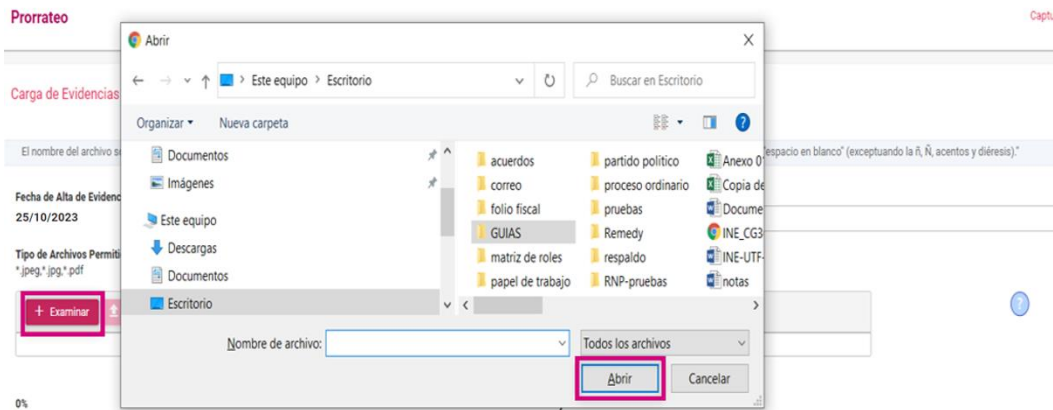 Prorrateo
Captu
Abrir
Este equipo > Escritorio
Buscar en Escritorio
Carga de Evidencias
Organizar
Nueva carpeta
El nombre del archivo
"espacio en blanco" (exceptuando la ñ, Ñ, acentos y diéresis)."
Documentos
Imágenes
Este equipo
Descargas
Documentos
Escritorio
acuerdos
correo
folio fiscal
GUIAS
matriz de roles
papel de trabajo
partido politico
proceso ordinario
pruebas
Remedy
respaldo
RNP-pruebas
Anexo 0
Copia de
Docume
INE_CG3
INE-UTF-
notas
Fecha de Alta de Evidenc
25/10/2023
Tipo de Archivos Permiti
*.jpeg,*.jpg,*.pdf
+ Examinar
?
Nombre de archivo:
Todos los archivos
Abrir
Cancelar
0%